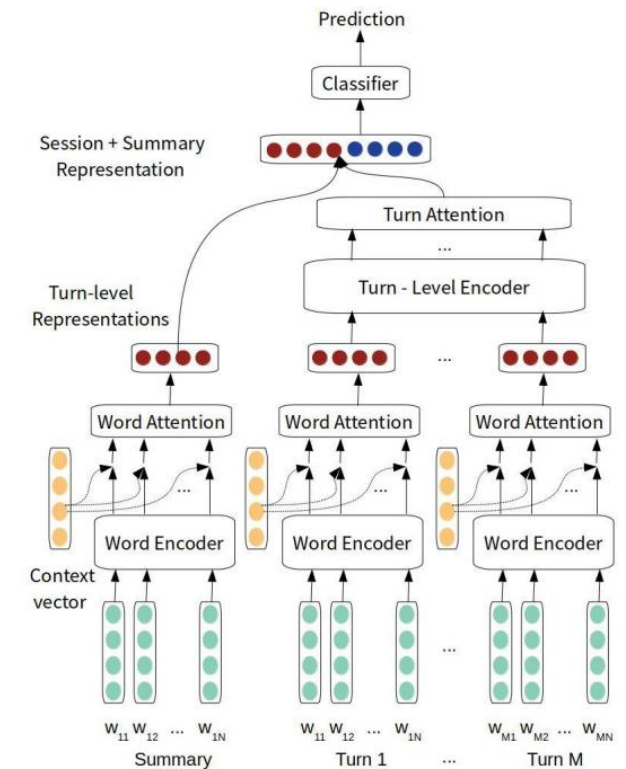 Prediction
Classifier
Session + Summary
Representation
Turn Attention
...
Turn - Level Encoder
Turn-level
Representations
...
Word Attention
Word Attention
Word Attention
...
...
...
Word Encoder
Word Encoder
Word Encoder
Context
vector
...
w11 w12 ... w1N
w11 w12 ... w1N
wM1 wM2 ... wMN
Summary
Turn 1
...
Turn M